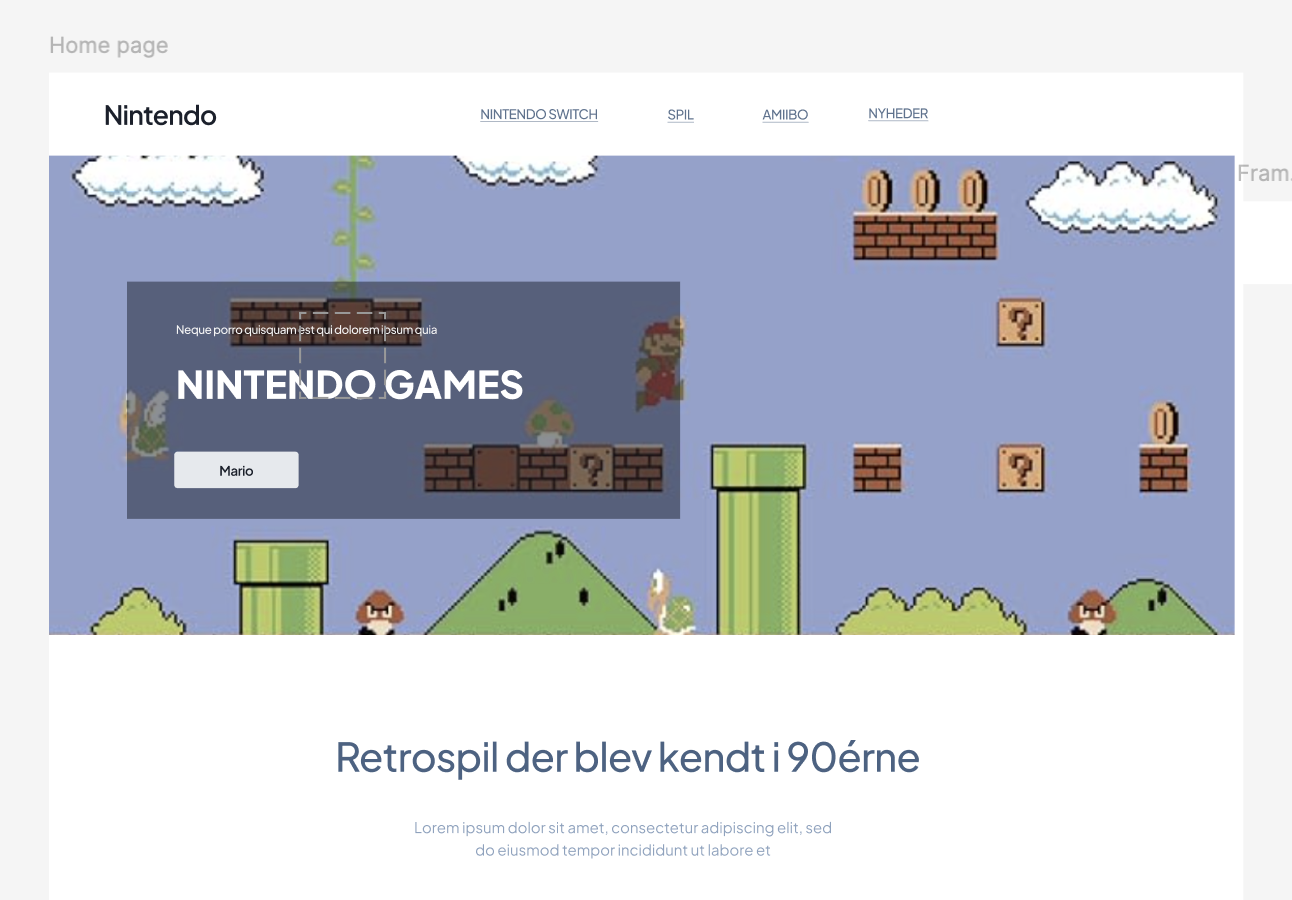 Home page
Nintendo
NINTENDO SWITCH
SPIL
AMIIBO
NYHEDER
Fram.
Neque porro quisquam est qui dolorem ipsum quia
NINTENDO GAMES
Mario
?
?
?
Retrospil der blev kendt i 90érne
Lorem ipsum dolor sit amet, consectetur adipiscing elit, sed
do eiusmod tempor incididunt ut labore et